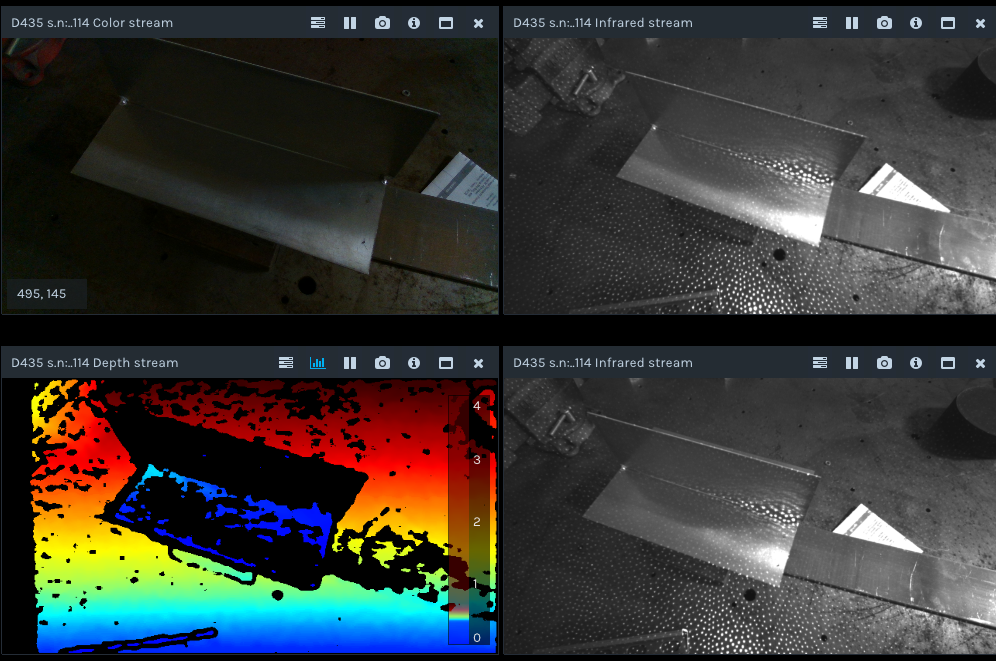 D435 s.n:..114 Color stream
D435 s.n:..114 Infrared stream
495, 145
D435 s.n:..114 Depth stream
D435 s.n:..114 Infrared stream
4
3
2
1
0